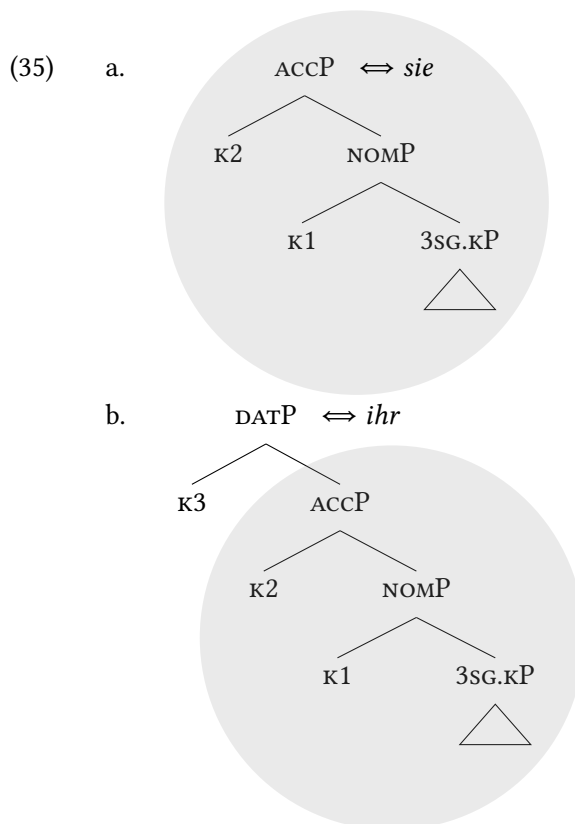 (35) a. ACCP ⇔ sie
K2 NOMP
K1 3SG.KP
b. DATP ⇔ ihr
K3 ACCP
K2 NOMP
K1 3SG.KP